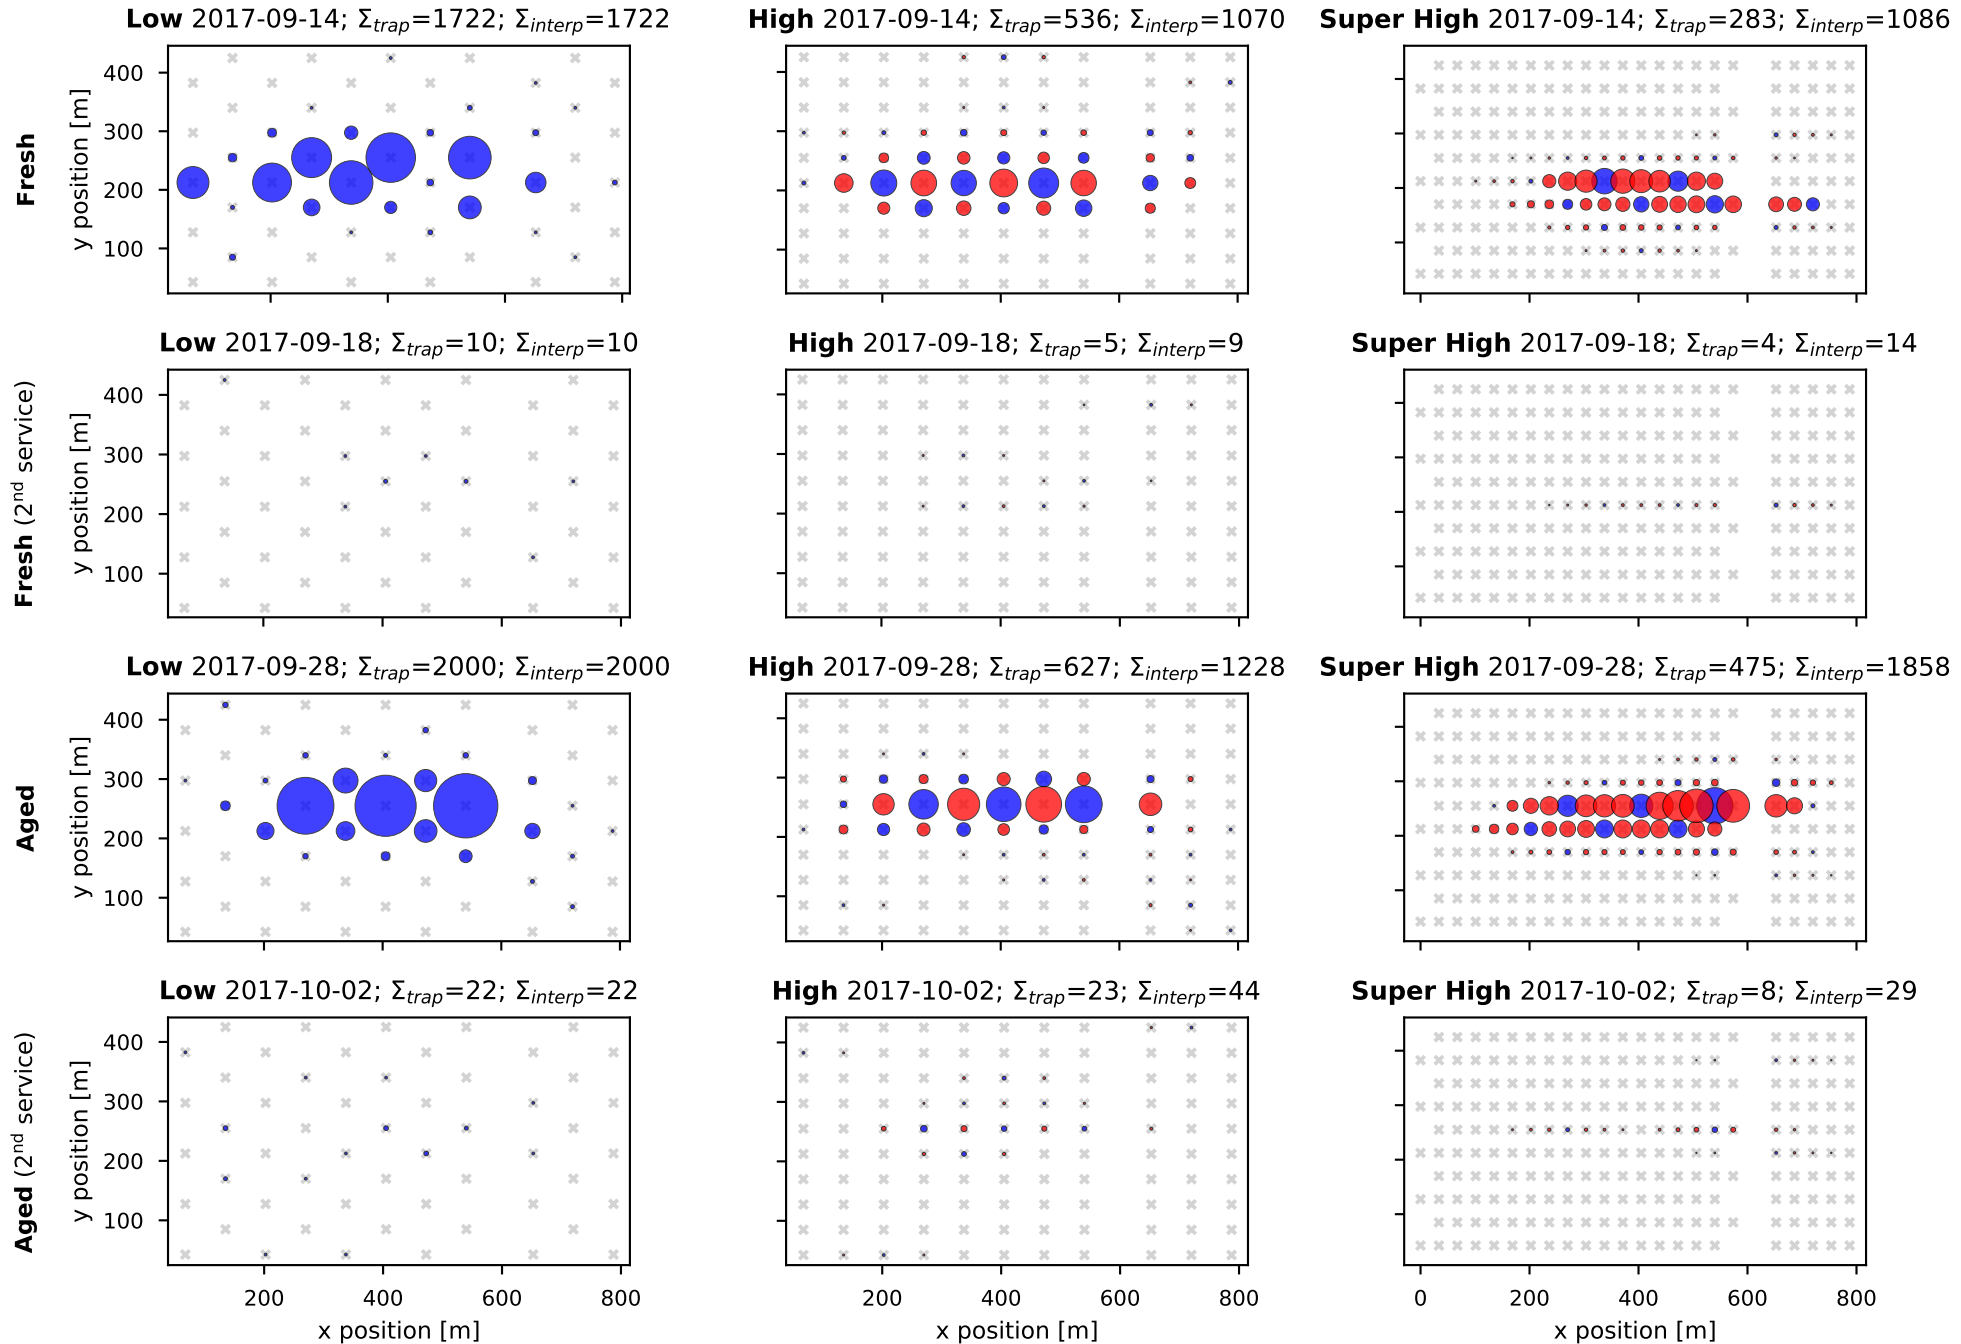 Low 2017-09-14; Σtrap=1722; Σinterp=1722
High 2017-09-14; Σtrap=536; Σinterp=1070
Super High 2017-09-14; Σtrap=283; Σinterp=1086
Fresh
y position [m]
400
300
200
100
Low 2017-09-18; Σtrap=10; Σinterp=10
High 2017-09-18; Σtrap=5; Σinterp=9
Super High 2017-09-18; Σtrap=4; Σinterp=14
Fresh (2nd service)
y position [m]
400
300
200
100
Low 2017-09-28; Σtrap=2000; Σinterp=2000
High 2017-09-28; Σtrap=627; Σinterp=1228
Super High 2017-09-28; Σtrap=475; Σinterp=1858
Aged
y position [m]
400
300
200
100
Low 2017-10-02; Σtrap=22; Σinterp=22
High 2017-10-02; Σtrap=23; Σinterp=44
Super High 2017-10-02; Σtrap=8; Σinterp=29
Aged (2nd service)
y position [m]
400
300
200
100
200 400 600 800
200 400 600 800
0 200 400 600 800
x position [m]
x position [m]
x position [m]